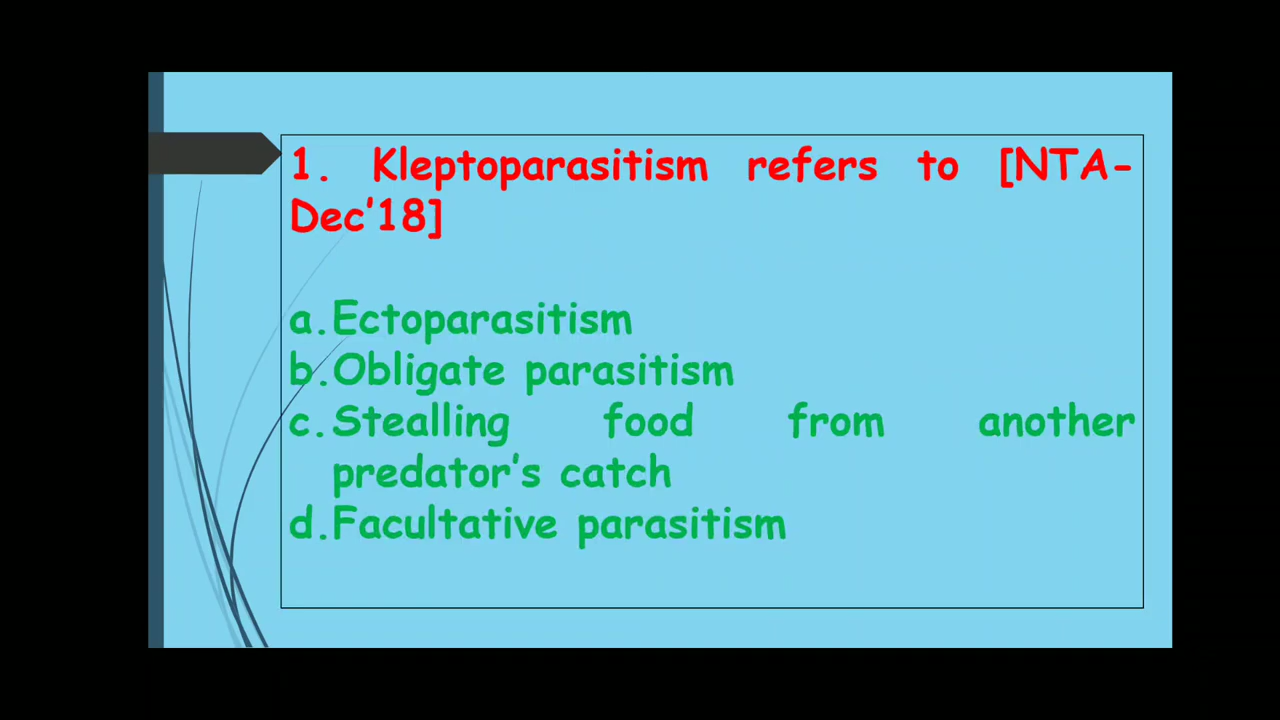 1. Kleptoparasitism refers to [NTA-
Dec'18]
a.Ectoparasitism
b.Obligate parasitism
c.Stealling food from another
predator's catch
d.Facultative parasitism